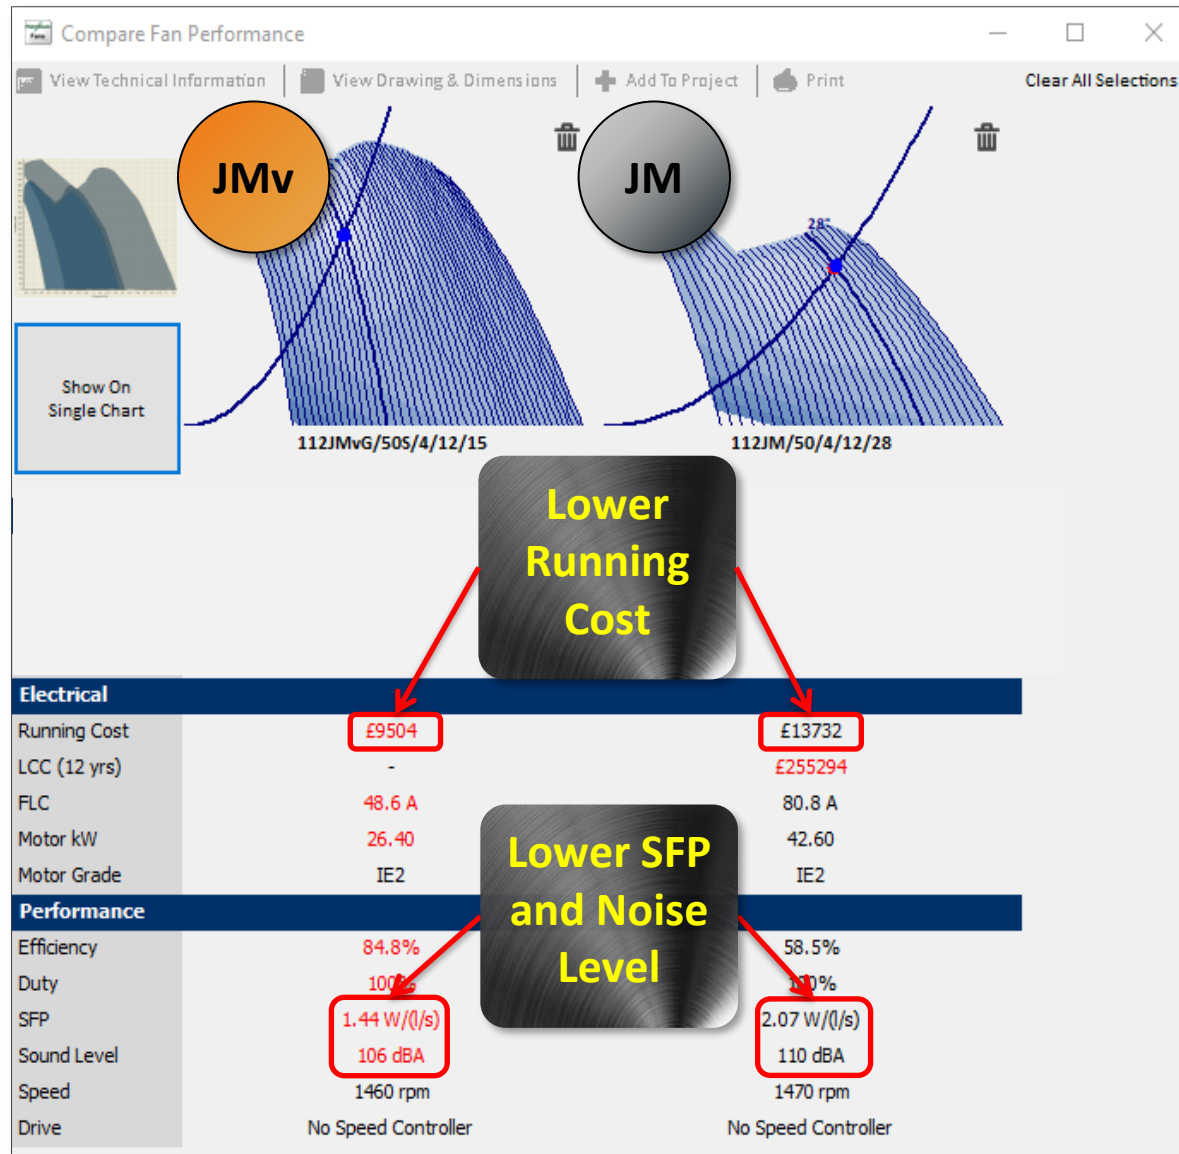 Compare Fan Performance
View Technical Information
View Drawing & Dimensions
Add To Project
Print
Clear All Selections
JMv
JM
28°
Show On
Single Chart
112JMvG/50S/4/12/15
112JM/50/4/12/28
Lower
Running
Cost
Electrical
Running Cost £9504 £13732
LCC (12 yrs) - £255294
FLC 48.6 A 80.8 A
Motor kW 26.40 42.60
Motor Grade IE2 IE2
Lower SFP
and Noise
Level
Performance
Efficiency 84.8% 58.5%
Duty 100% 100%
SFP 1.44 W/(l/s) 2.07 W/(l/s)
Sound Level 106 dBA 110 dBA
Speed 1460 rpm 1470 rpm
Drive No Speed Controller No Speed Controller